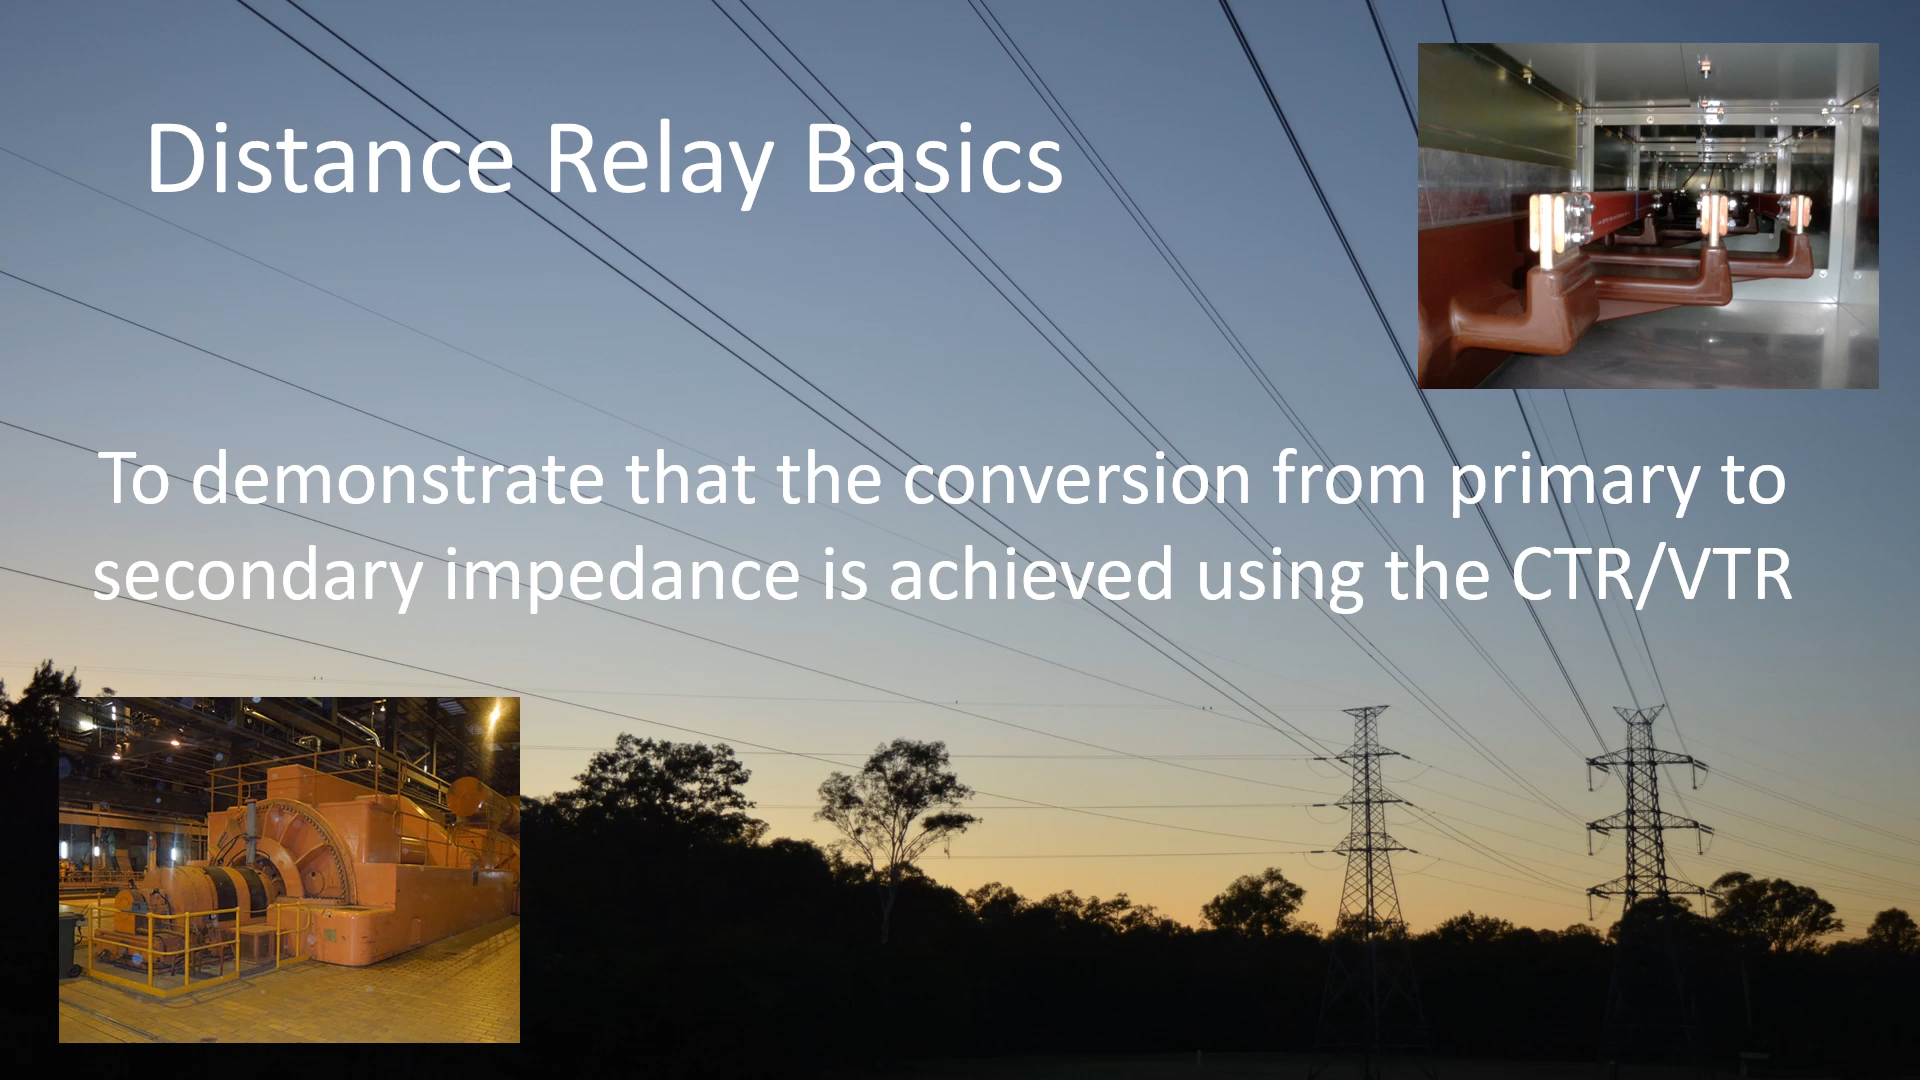 Distance Relay Basics
To demonstrate that the conversion from primary to
secondary impedance is achieved using the CTR/VTR